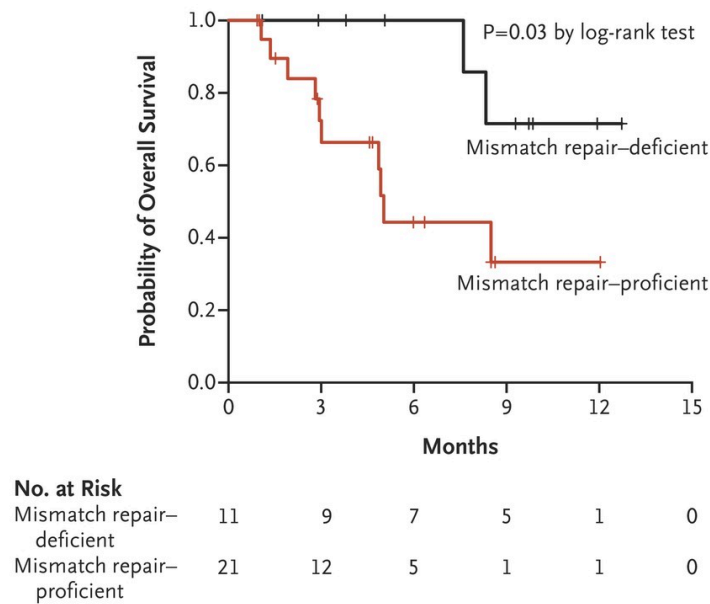 Probability of Overall Survival
1.0
0.8
0.6
0.4
0.2
0.0
P=0.03 by log-rank test
Mismatch repair–deficient
Mismatch repair–proficient
0 3 6 9 12 15
Months
No. at Risk
Mismatch repair– 11 9 7 5 1 0
deficient
Mismatch repair– 21 12 5 1 1 0
proficient